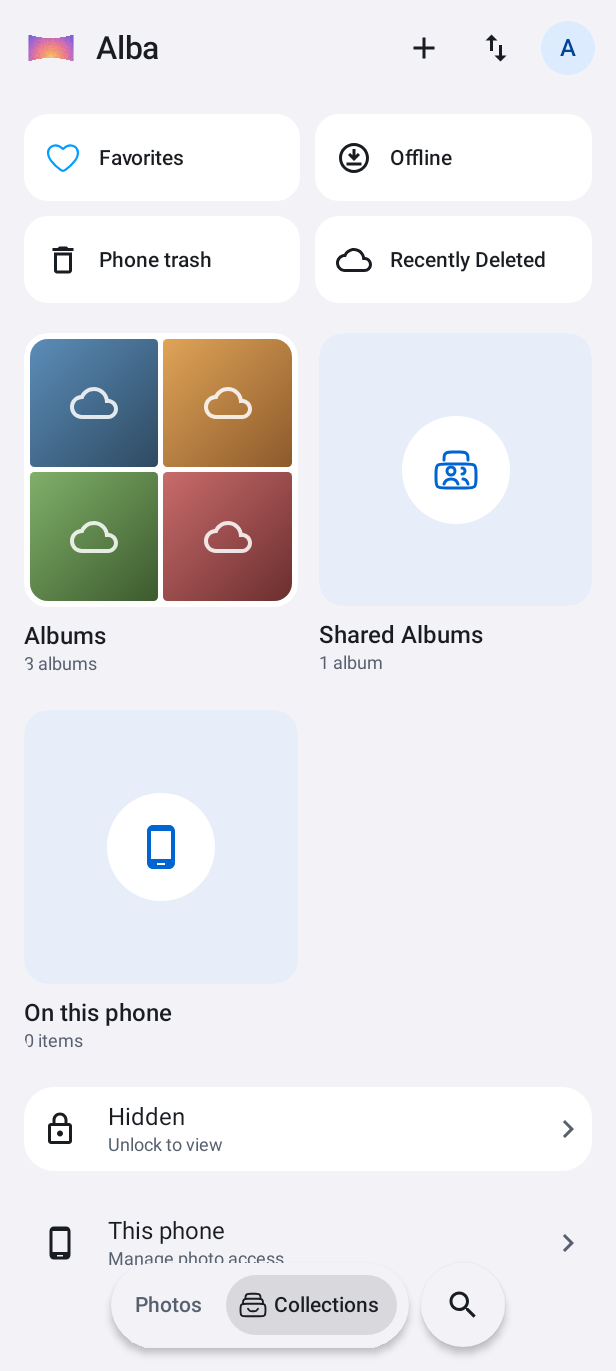 Alba
A
Favorites
Offline
Phone trash
Recently Deleted
Albums
3 albums
Shared Albums
1 album
On this phone
0 items
Hidden
Unlock to view
This phone
Manage photo access
Photos
Collections